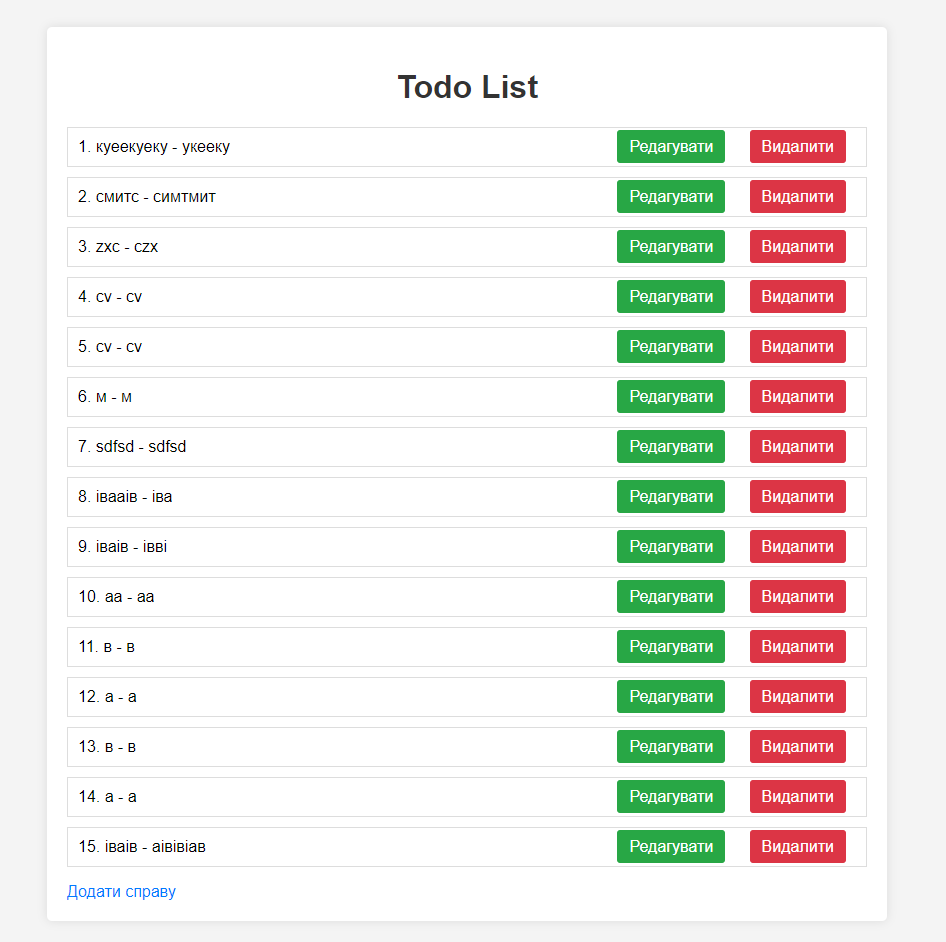 Todo List
1. куеекуеку - укееку Редагувати Видалити
2. смитс - симтмит Редагувати Видалити
3. zxc - czx Редагувати Видалити
4. cv - cv Редагувати Видалити
5. cv - cv Редагувати Видалити
6. м - м Редагувати Видалити
7. sdfsd - sdfsd Редагувати Видалити
8. івааів - іва Редагувати Видалити
9. іваів - івві Редагувати Видалити
10. аа - аа Редагувати Видалити
11. в - в Редагувати Видалити
12. а - а Редагувати Видалити
13. в - в Редагувати Видалити
14. а - а Редагувати Видалити
15. іваів - аівівіав Редагувати Видалити
Додати справу